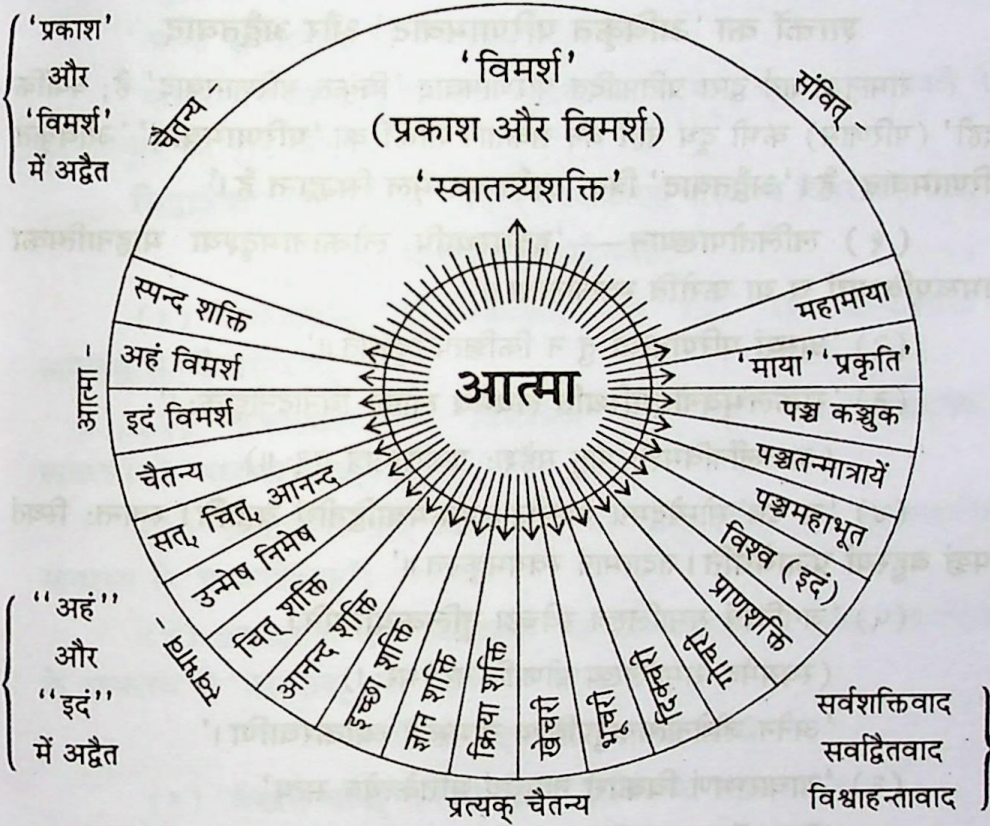 'प्रकाश'
और
'विमर्श'
में अद्वैत
चैतन्य -
'विमर्श'
(प्रकाश और विमर्श)
'स्वातत्र्यशक्ति'
संवित् -
आत्मा
स्पन्द शक्ति
अहं विमर्श
इदं विमर्श
चैतन्य
सत्, चित्, आनन्द
उन्मेष निमेष
चित् शक्ति
आनन्द शक्ति
इच्छा शक्ति
ज्ञान शक्ति
क्रिया शक्ति
खेचरी
भूचरी
दिक्चरी
गोचरी
प्राणशक्ति
विश्व (इदं)
पञ्चमहाभूत
पञ्चतन्मात्रायें
पञ्च कञ्चुक
'माया' 'प्रकृति'
महामाया
स्वभाव -
"अहं"
और
"इदं"
में अद्वैत
प्रत्यक् चैतन्य
सर्वशक्तिवाद
सर्वाद्वैतवाद
विश्वाहन्तावाद